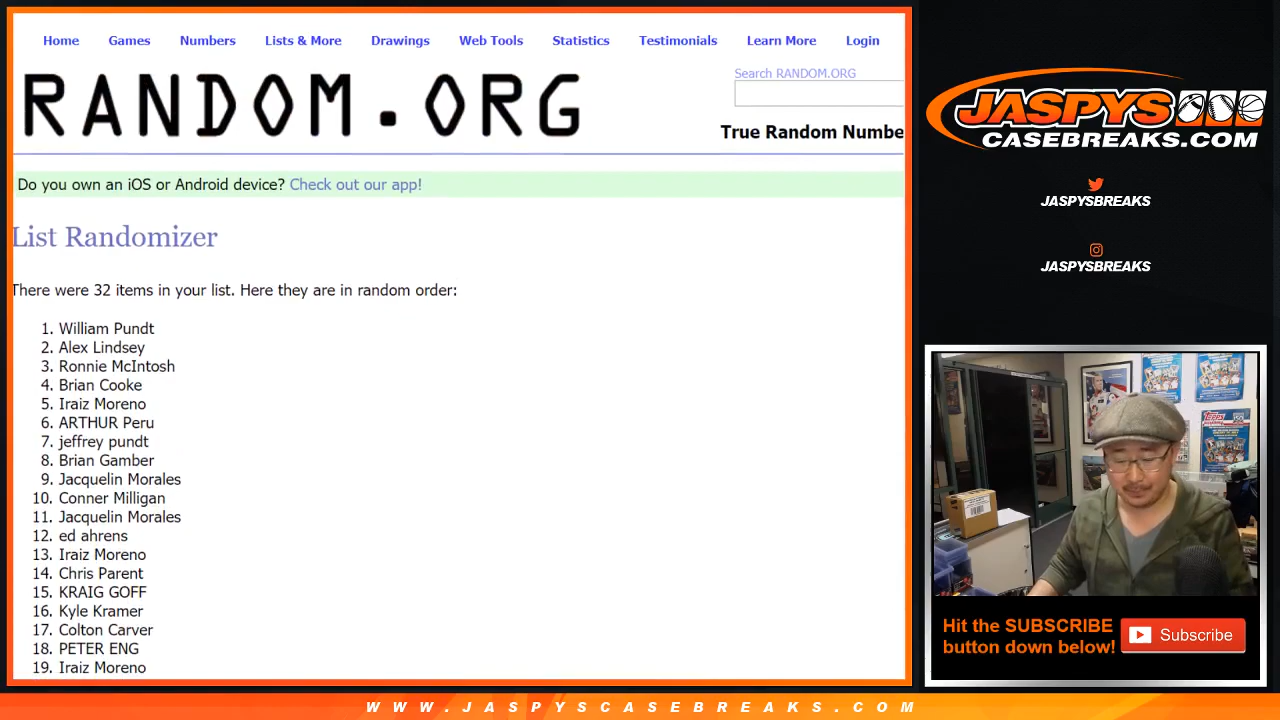 Home Games Numbers Lists & More Drawings Web Tools Statistics Testimonials Learn More Login
Search RANDOM.ORG
RANDOM.ORG
True Random Numbe
Do you own an iOS or Android device? Check out our app!
List Randomizer
There were 32 items in your list. Here they are in random order:
1. William Pundt
2. Alex Lindsey
3. Ronnie McIntosh
4. Brian Cooke
5. Iraiz Moreno
6. ARTHUR Peru
7. jeffrey pundt
8. Brian Gamber
9. Jacquelin Morales
10. Conner Milligan
11. Jacquelin Morales
12. ed ahrens
13. Iraiz Moreno
14. Chris Parent
15. KRAIG GOFF
16. Kyle Kramer
17. Colton Carver
18. PETER ENG
19. Iraiz Moreno
JASPYS
CASEBREAKS.COM
JASPYSBREAKS
JASPYSBREAKS
Topps
Hit the SUBSCRIBE
button down below!
Subscribe
WWW.JASPYSCASEBREAKS.COM